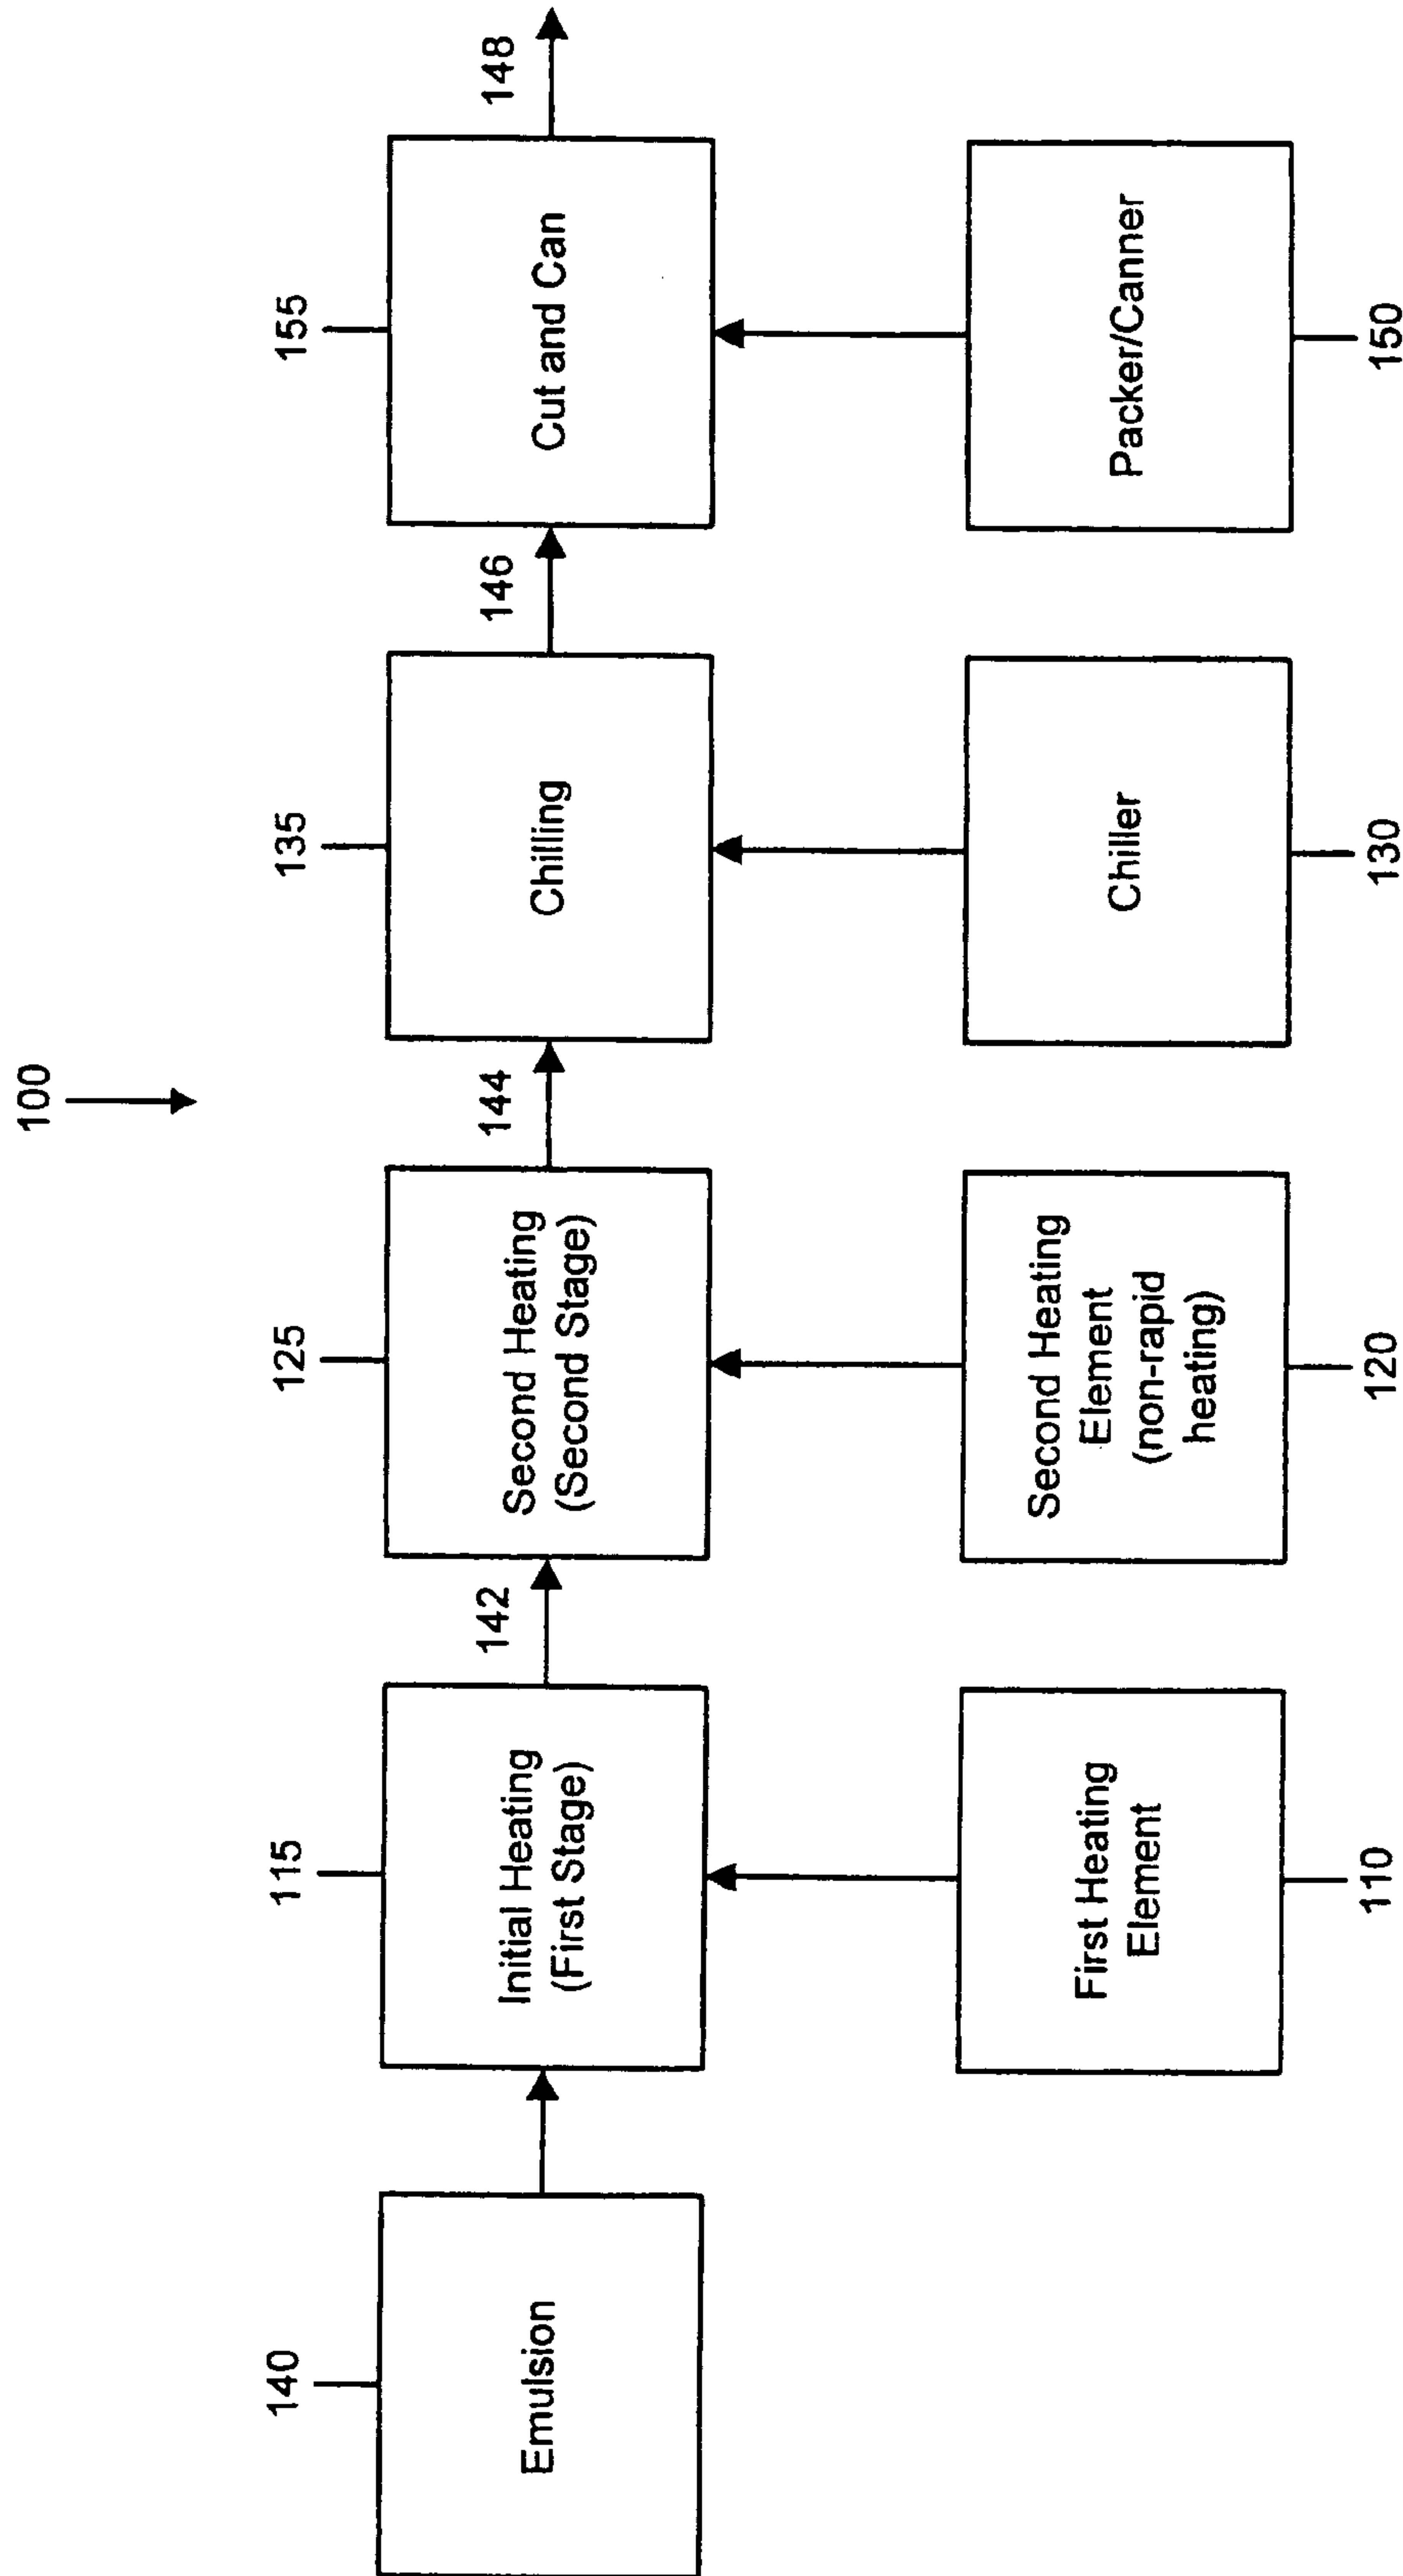 100
140
115
125
135
155
Emulsion
Initial Heating
(First Stage)
142
Second Heating
(Second Stage)
144
Chilling
146
Cut and Can
148
First Heating
Element
Second Heating
Element
(non-rapid
heating)
Chiller
Packer/Canner
110
120
130
150